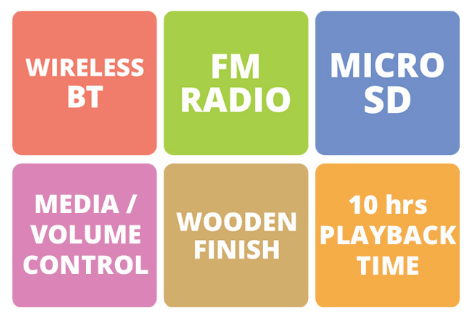 WIRELESS
BT
FM
RADIO
MICRO
SD
MEDIA /
VOLUME
CONTROL
WOODEN
FINISH
10 hrs
PLAYBACK
TIME